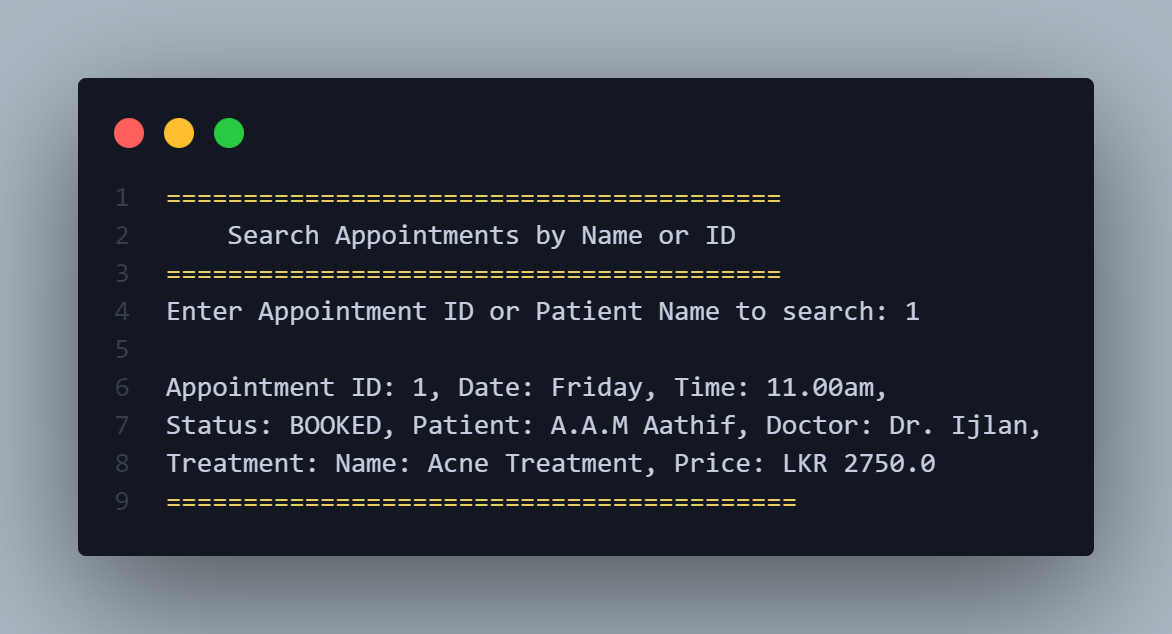 1 ========================================
2     Search Appointments by Name or ID
3 ========================================
4 Enter Appointment ID or Patient Name to search: 1
5
6 Appointment ID: 1, Date: Friday, Time: 11.00am,
7 Status: BOOKED, Patient: A.A.M Aathif, Doctor: Dr. Ijlan,
8 Treatment: Name: Acne Treatment, Price: LKR 2750.0
9 =========================================